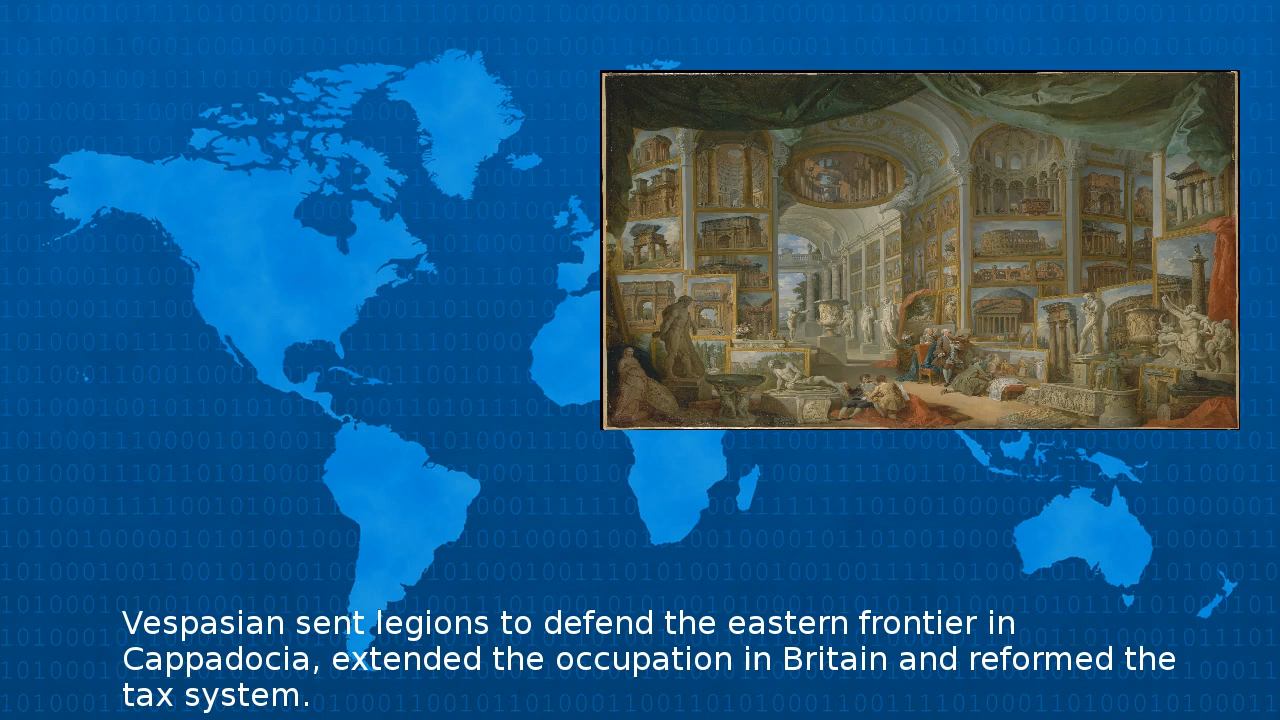 Vespasian sent legions to defend the eastern frontier in
Cappadocia, extended the occupation in Britain and reformed the
tax system.